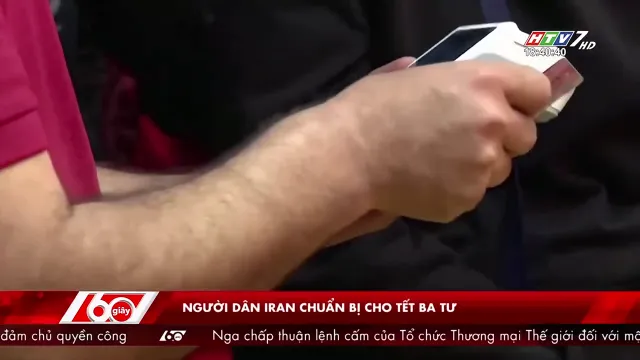 HTV7 HD
18:40:40
60 giây
NGƯỜI DÂN IRAN CHUẨN BỊ CHO TẾT BA TƯ
đảm chủ quyền công 60 Nga chấp thuận lệnh cấm của Tổ chức Thương mại Thế giới đối với